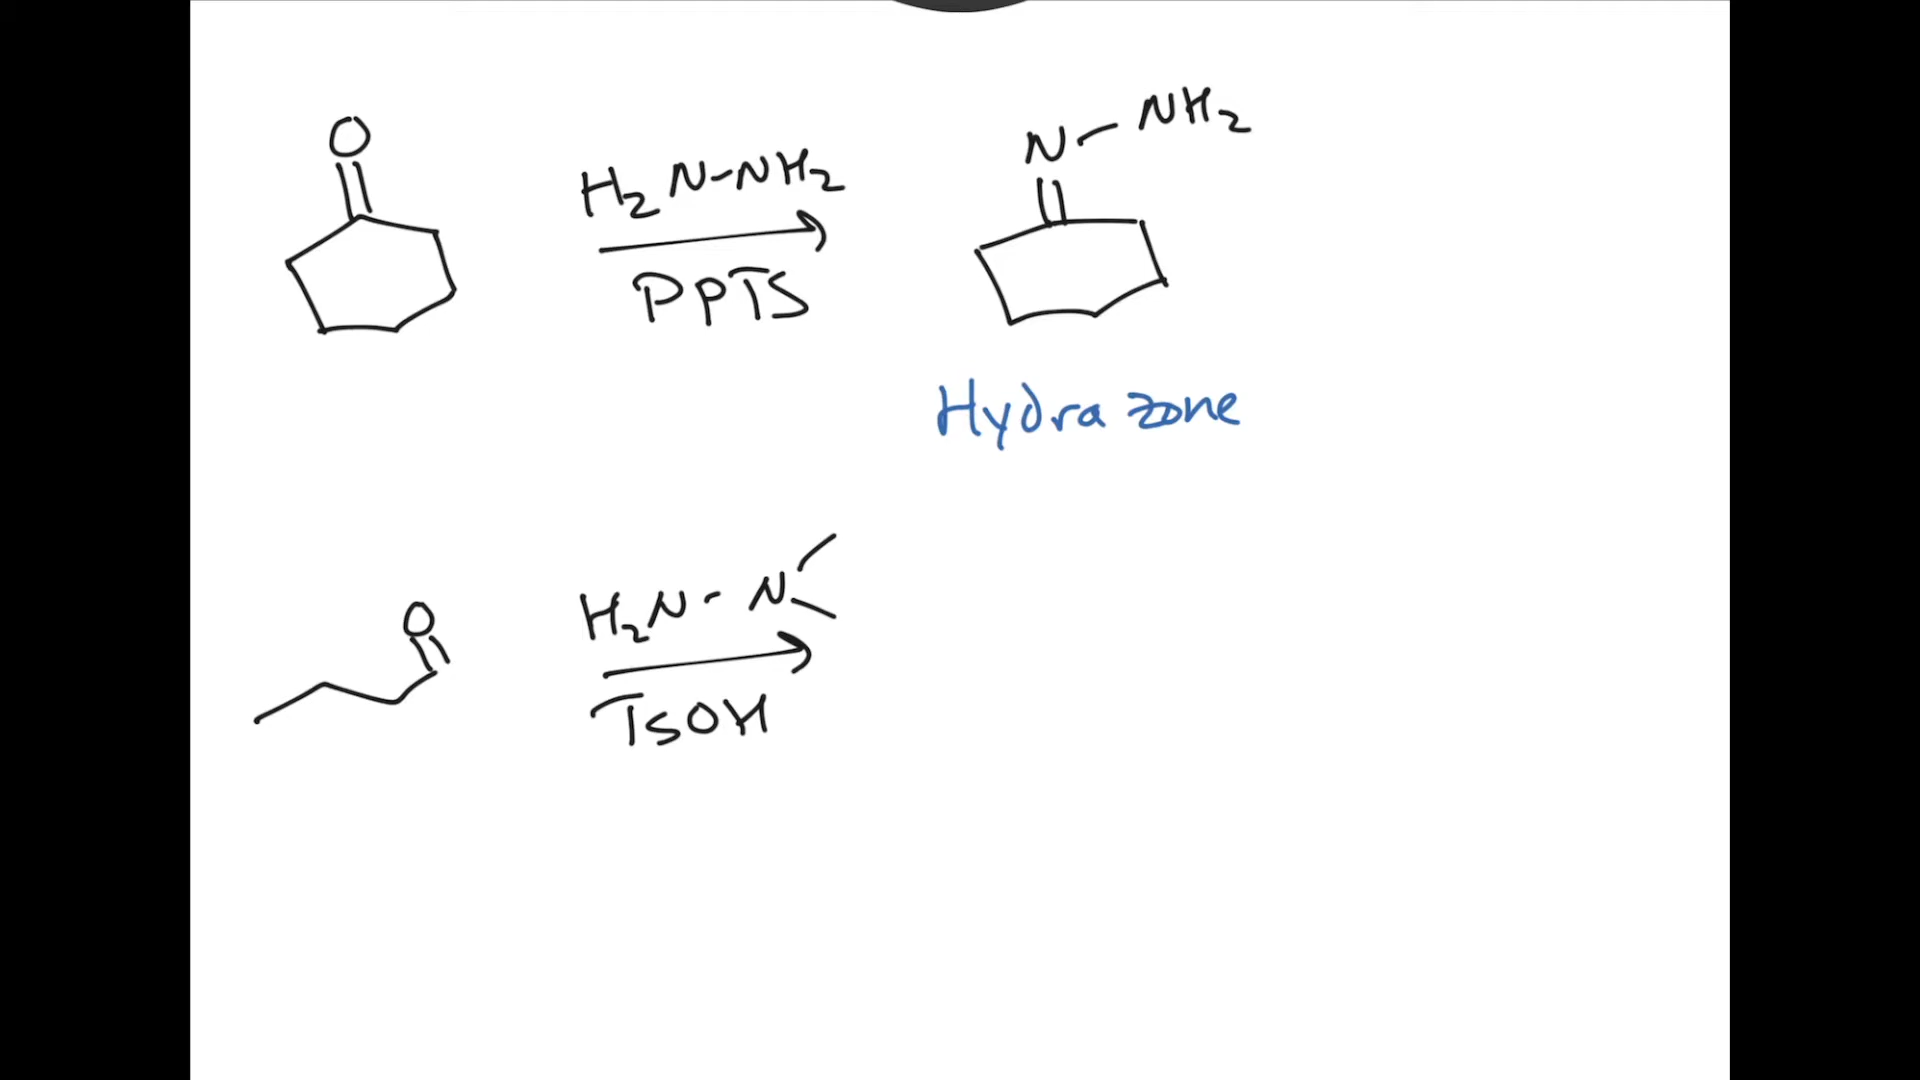 O
H₂N-NH₂
PPTS
N-NH₂
Hydrazone
O
H₂N-N
TsOH